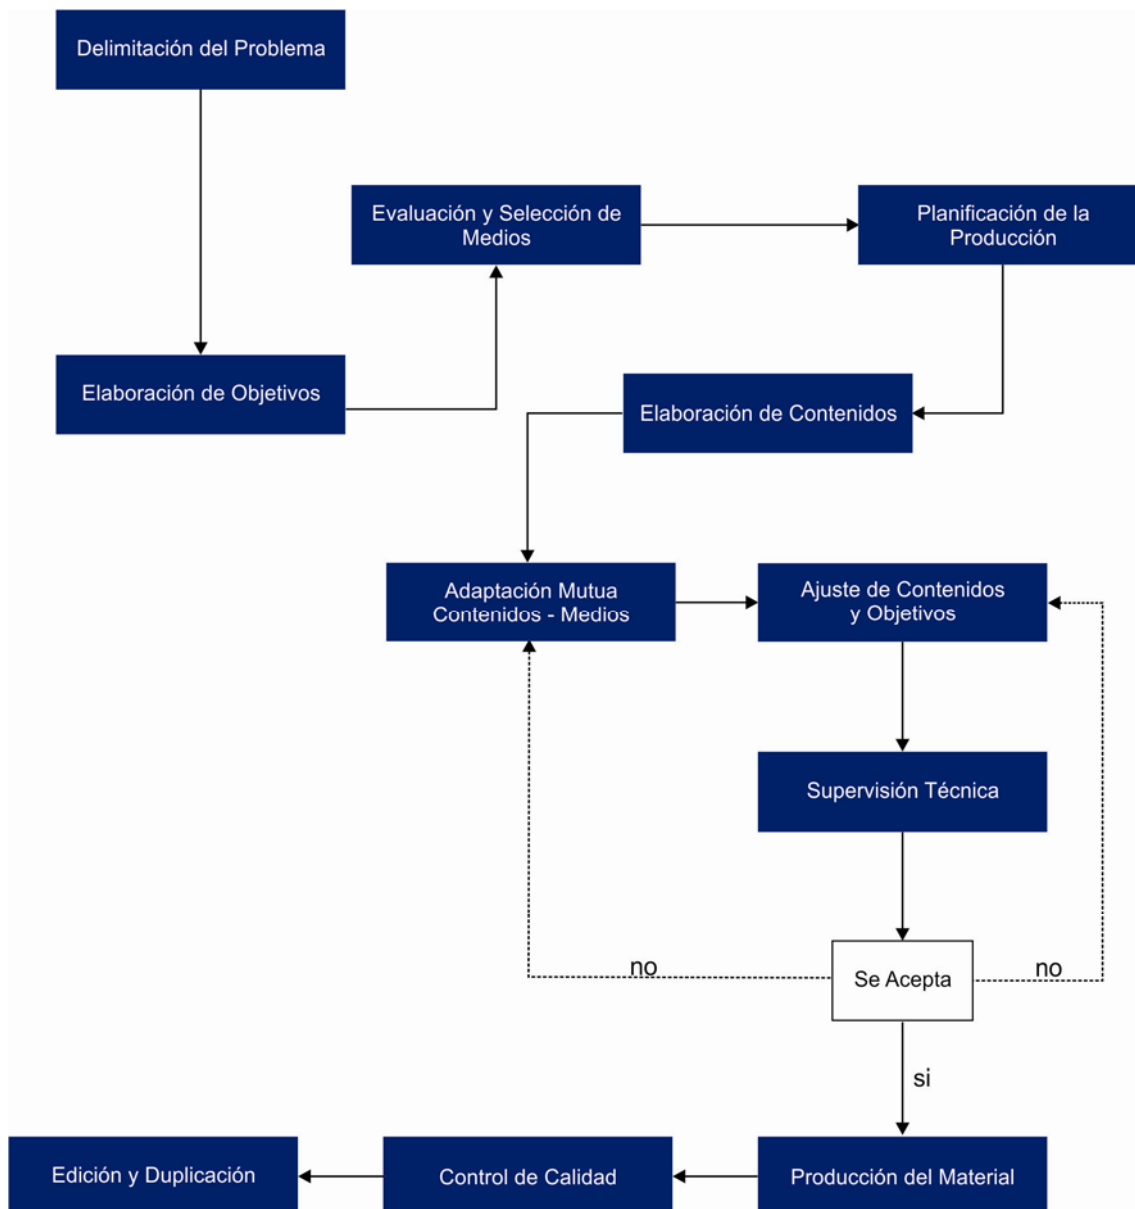 Delimitación del Problema
Evaluación y Selección de
Medios
Planificación de la
Producción
Elaboración de Objetivos
Elaboración de Contenidos
Adaptación Mutua
Contenidos - Medios
Ajuste de Contenidos
y Objetivos
Supervisión Técnica
no
Se Acepta
no
si
Edición y Duplicación
Control de Calidad
Producción del Material